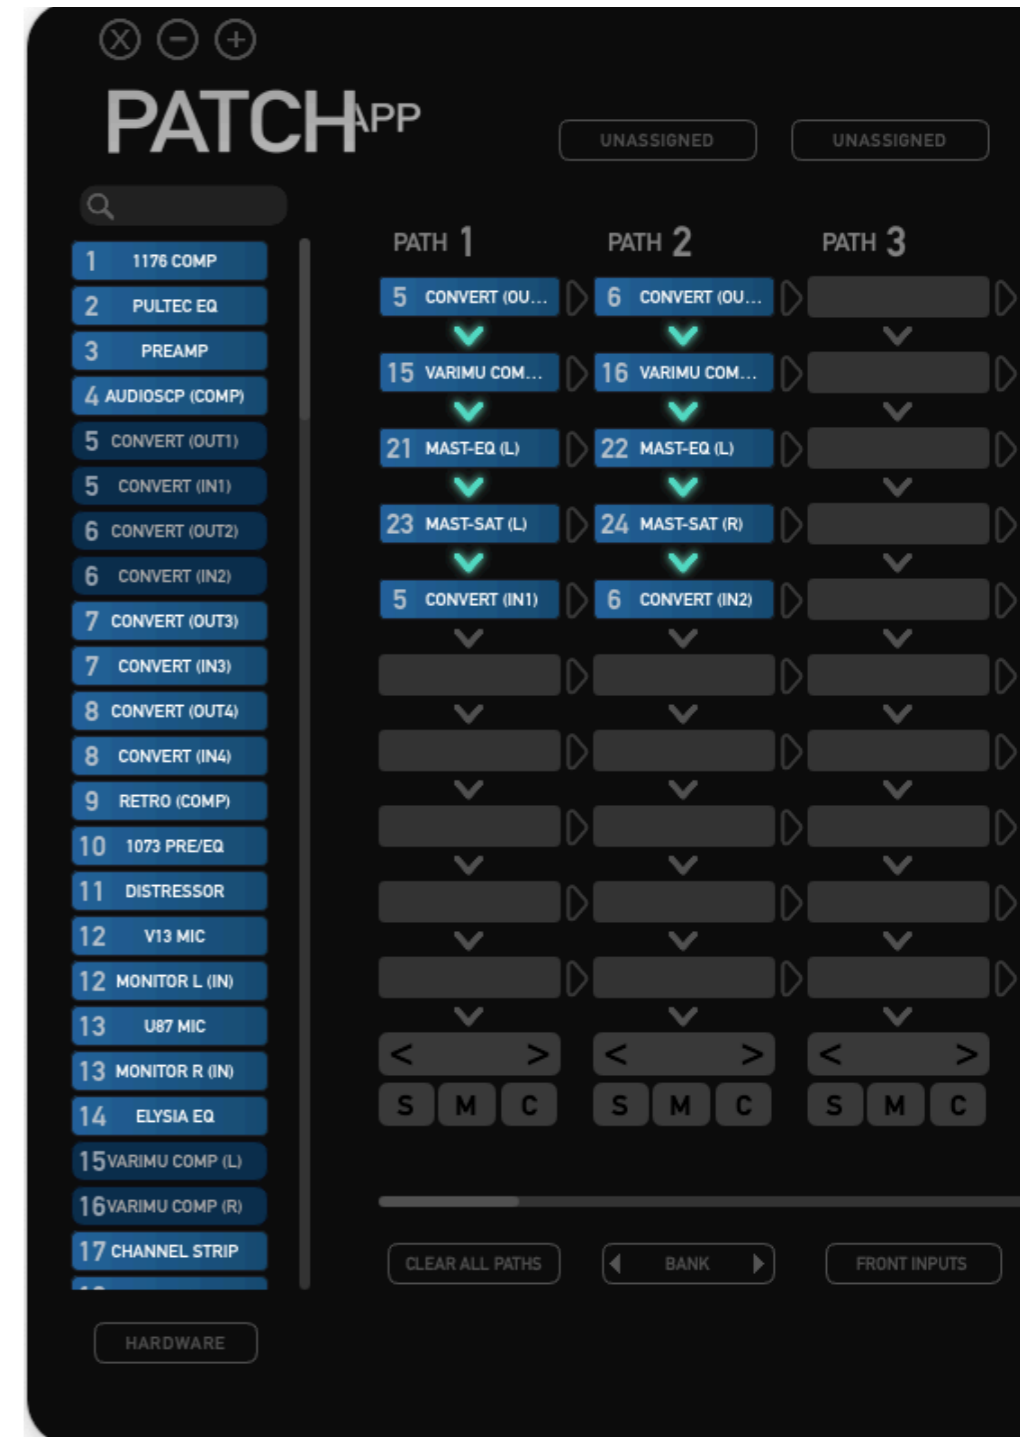 X − +
PATCHAPP
UNASSIGNED UNASSIGNED
1 1176 COMP
2 PULTEC EQ
3 PREAMP
4 AUDIOSCP (COMP)
5 CONVERT (OUT1)
5 CONVERT (IN1)
6 CONVERT (OUT2)
6 CONVERT (IN2)
7 CONVERT (OUT3)
7 CONVERT (IN3)
8 CONVERT (OUT4)
8 CONVERT (IN4)
9 RETRO (COMP)
10 1073 PRE/EQ
11 DISTRESSOR
12 V13 MIC
12 MONITOR L (IN)
13 U87 MIC
13 MONITOR R (IN)
14 ELYSIA EQ
15 VARIMU COMP (L)
16 VARIMU COMP (R)
17 CHANNEL STRIP
HARDWARE
PATH 1 PATH 2 PATH 3
5 CONVERT (OU... 6 CONVERT (OU...
15 VARIMU COM... 16 VARIMU COM...
21 MAST-EQ (L) 22 MAST-EQ (L)
23 MAST-SAT (L) 24 MAST-SAT (R)
5 CONVERT (IN1) 6 CONVERT (IN2)
< > < > < >
S M C S M C S M C
CLEAR ALL PATHS BANK FRONT INPUTS